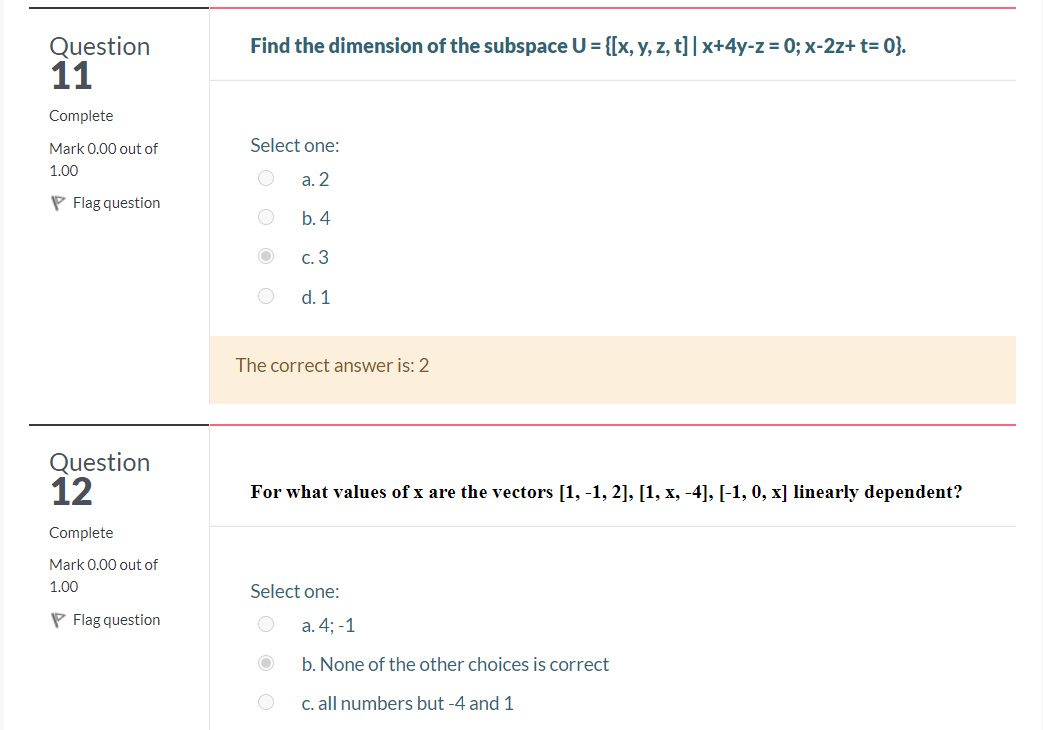 Question
11
Complete
Mark 0.00 out of
1.00
Flag question
Find the dimension of the subspace U = {[x, y, z, t] | x+4y-z = 0; x-2z+ t= 0}.
Select one:
a. 2
b. 4
c. 3
d. 1
The correct answer is: 2
Question
12
Complete
Mark 0.00 out of
1.00
Flag question
For what values of x are the vectors [1, -1, 2], [1, x, -4], [-1, 0, x] linearly dependent?
Select one:
a. 4; -1
b. None of the other choices is correct
c. all numbers but -4 and 1